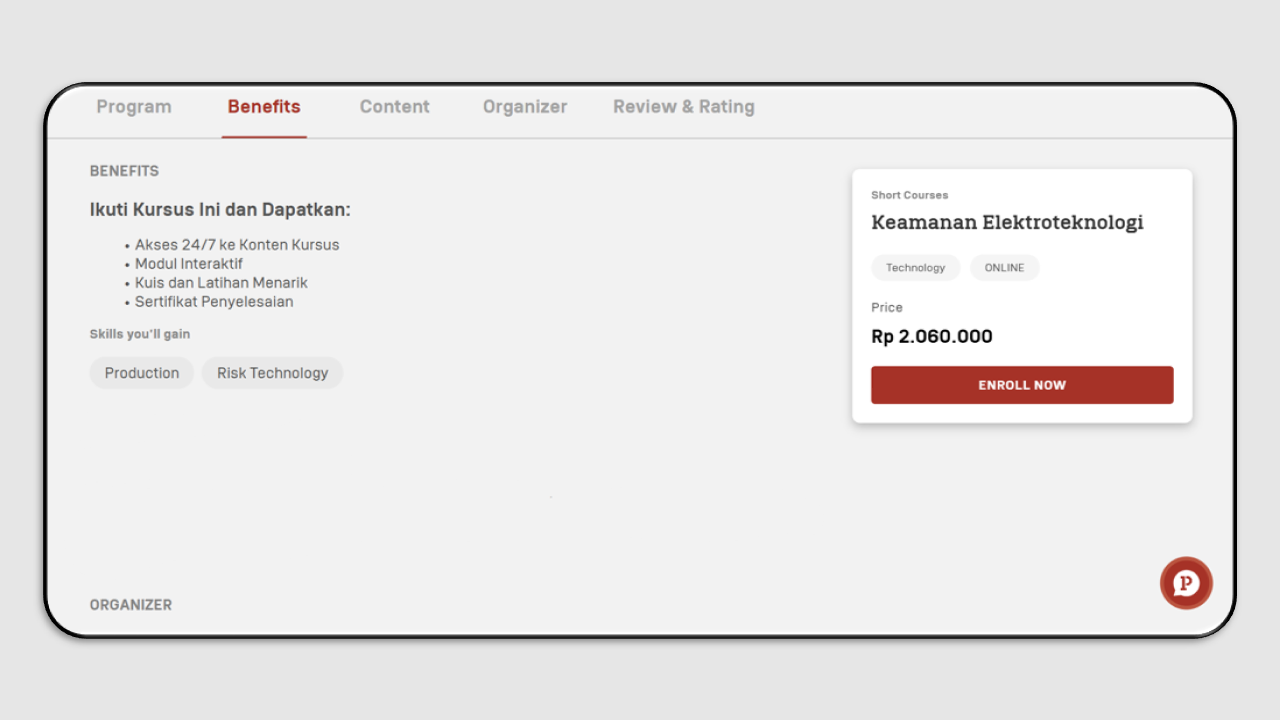 Program Benefits Content Organizer Review & Rating
BENEFITS
Ikuti Kursus Ini dan Dapatkan:
• Akses 24/7 ke Konten Kursus
• Modul Interaktif
• Kuis dan Latihan Menarik
• Sertifikat Penyelesaian
Skills you'll gain
Production Risk Technology
Short Courses
Keamanan Elektroteknologi
Technology ONLINE
Price
Rp 2.060.000
ENROLL NOW
P
ORGANIZER